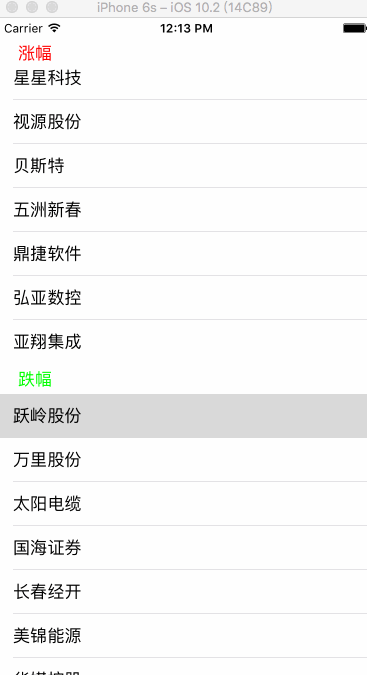 iPhone 6s – iOS 10.2 (14C89)
Carrier 12:13 PM
涨幅
星星科技
视源股份
贝斯特
五洲新春
鼎捷软件
弘亚数控
亚翔集成
跌幅
跃岭股份
万里股份
太阳电缆
国海证券
长春经开
美锦能源